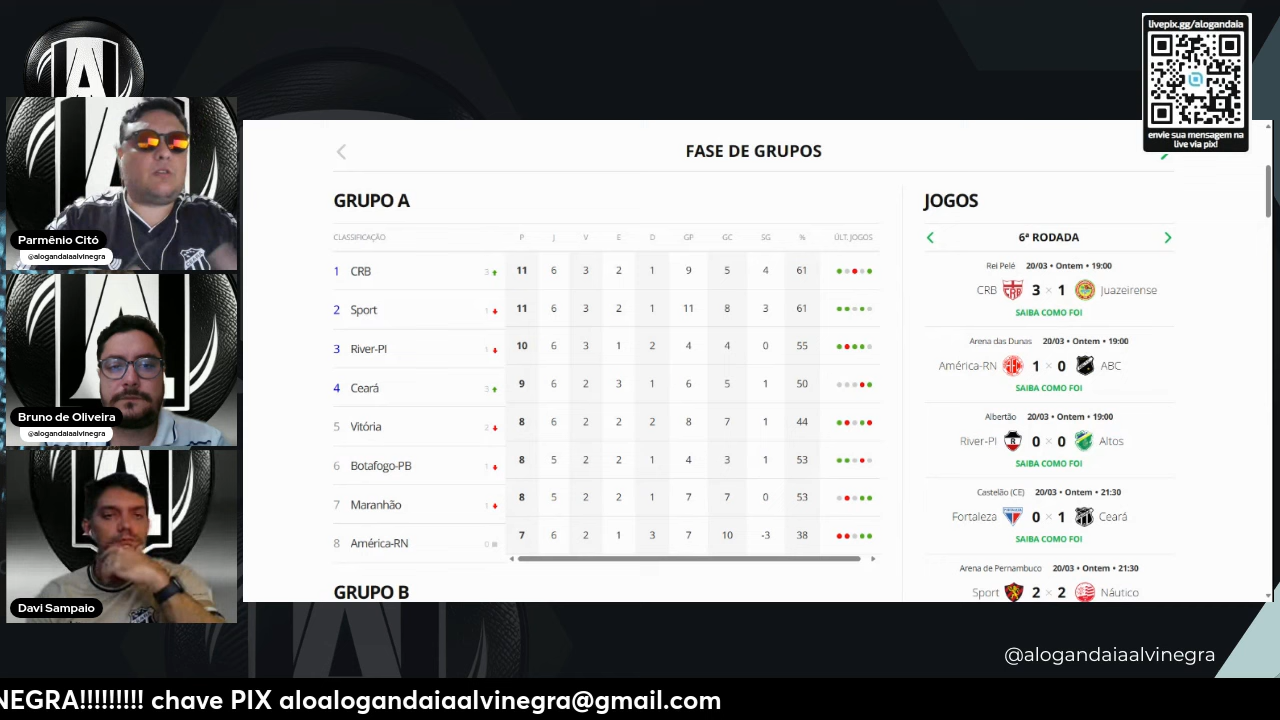 livepix.gg/alogandaia
envie sua mensagem na
live via pix!
Parmênio Citó
@alogandaiaalvinegra
Bruno de Oliveira
@alogandaiaalvinegra
Davi Sampaio
FASE DE GRUPOS
GRUPO A
CLASSIFICAÇÃO P J V E D GP GC SG % ÚLT. JOGOS
1 CRB 3 11 6 3 2 1 9 5 4 61
2 Sport 1 11 6 3 2 1 11 8 3 61
3 River-PI 1 10 6 3 1 2 4 4 0 55
4 Ceará 3 9 6 2 3 1 6 5 1 50
5 Vitória 2 8 6 2 2 2 8 7 1 44
6 Botafogo-PB 1 8 5 2 2 1 4 3 1 53
7 Maranhão 1 8 5 2 2 1 7 7 0 53
8 América-RN 0 7 6 2 1 3 7 10 -3 38
GRUPO B
JOGOS
6ª RODADA
Rei Pelé 20/03 • Ontem • 19:00
CRB 3 × 1 Juazeirense
SAIBA COMO FOI
Arena das Dunas 20/03 • Ontem • 19:00
América-RN 1 × 0 ABC
SAIBA COMO FOI
Albertão 20/03 • Ontem • 19:00
River-PI 0 × 0 Altos
SAIBA COMO FOI
Castelão (CE) 20/03 • Ontem • 21:30
Fortaleza 0 × 1 Ceará
SAIBA COMO FOI
Arena de Pernambuco 20/03 • Ontem • 21:30
Sport 2 × 2 Náutico
@alogandaiaalvinegra
NEGRA!!!!!!!!! chave PIX aloalogandaiaalvinegra@gmail.com